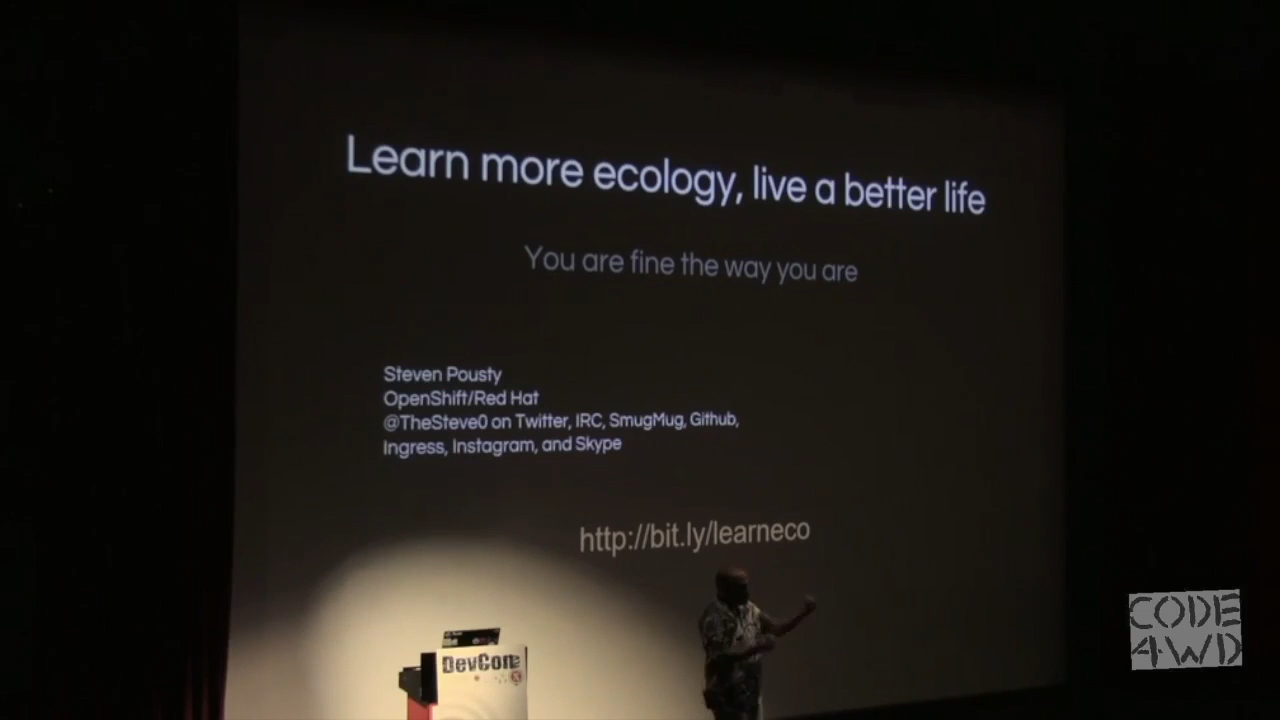 Learn more ecology, live a better life
You are fine the way you are
Steven Pousty
OpenShift/Red Hat
@TheSteve0 on Twitter, IRC, SmugMug, Github,
Ingress, Instagram, and Skype
http://bit.ly/learneco
DevCon
CODE
4WD